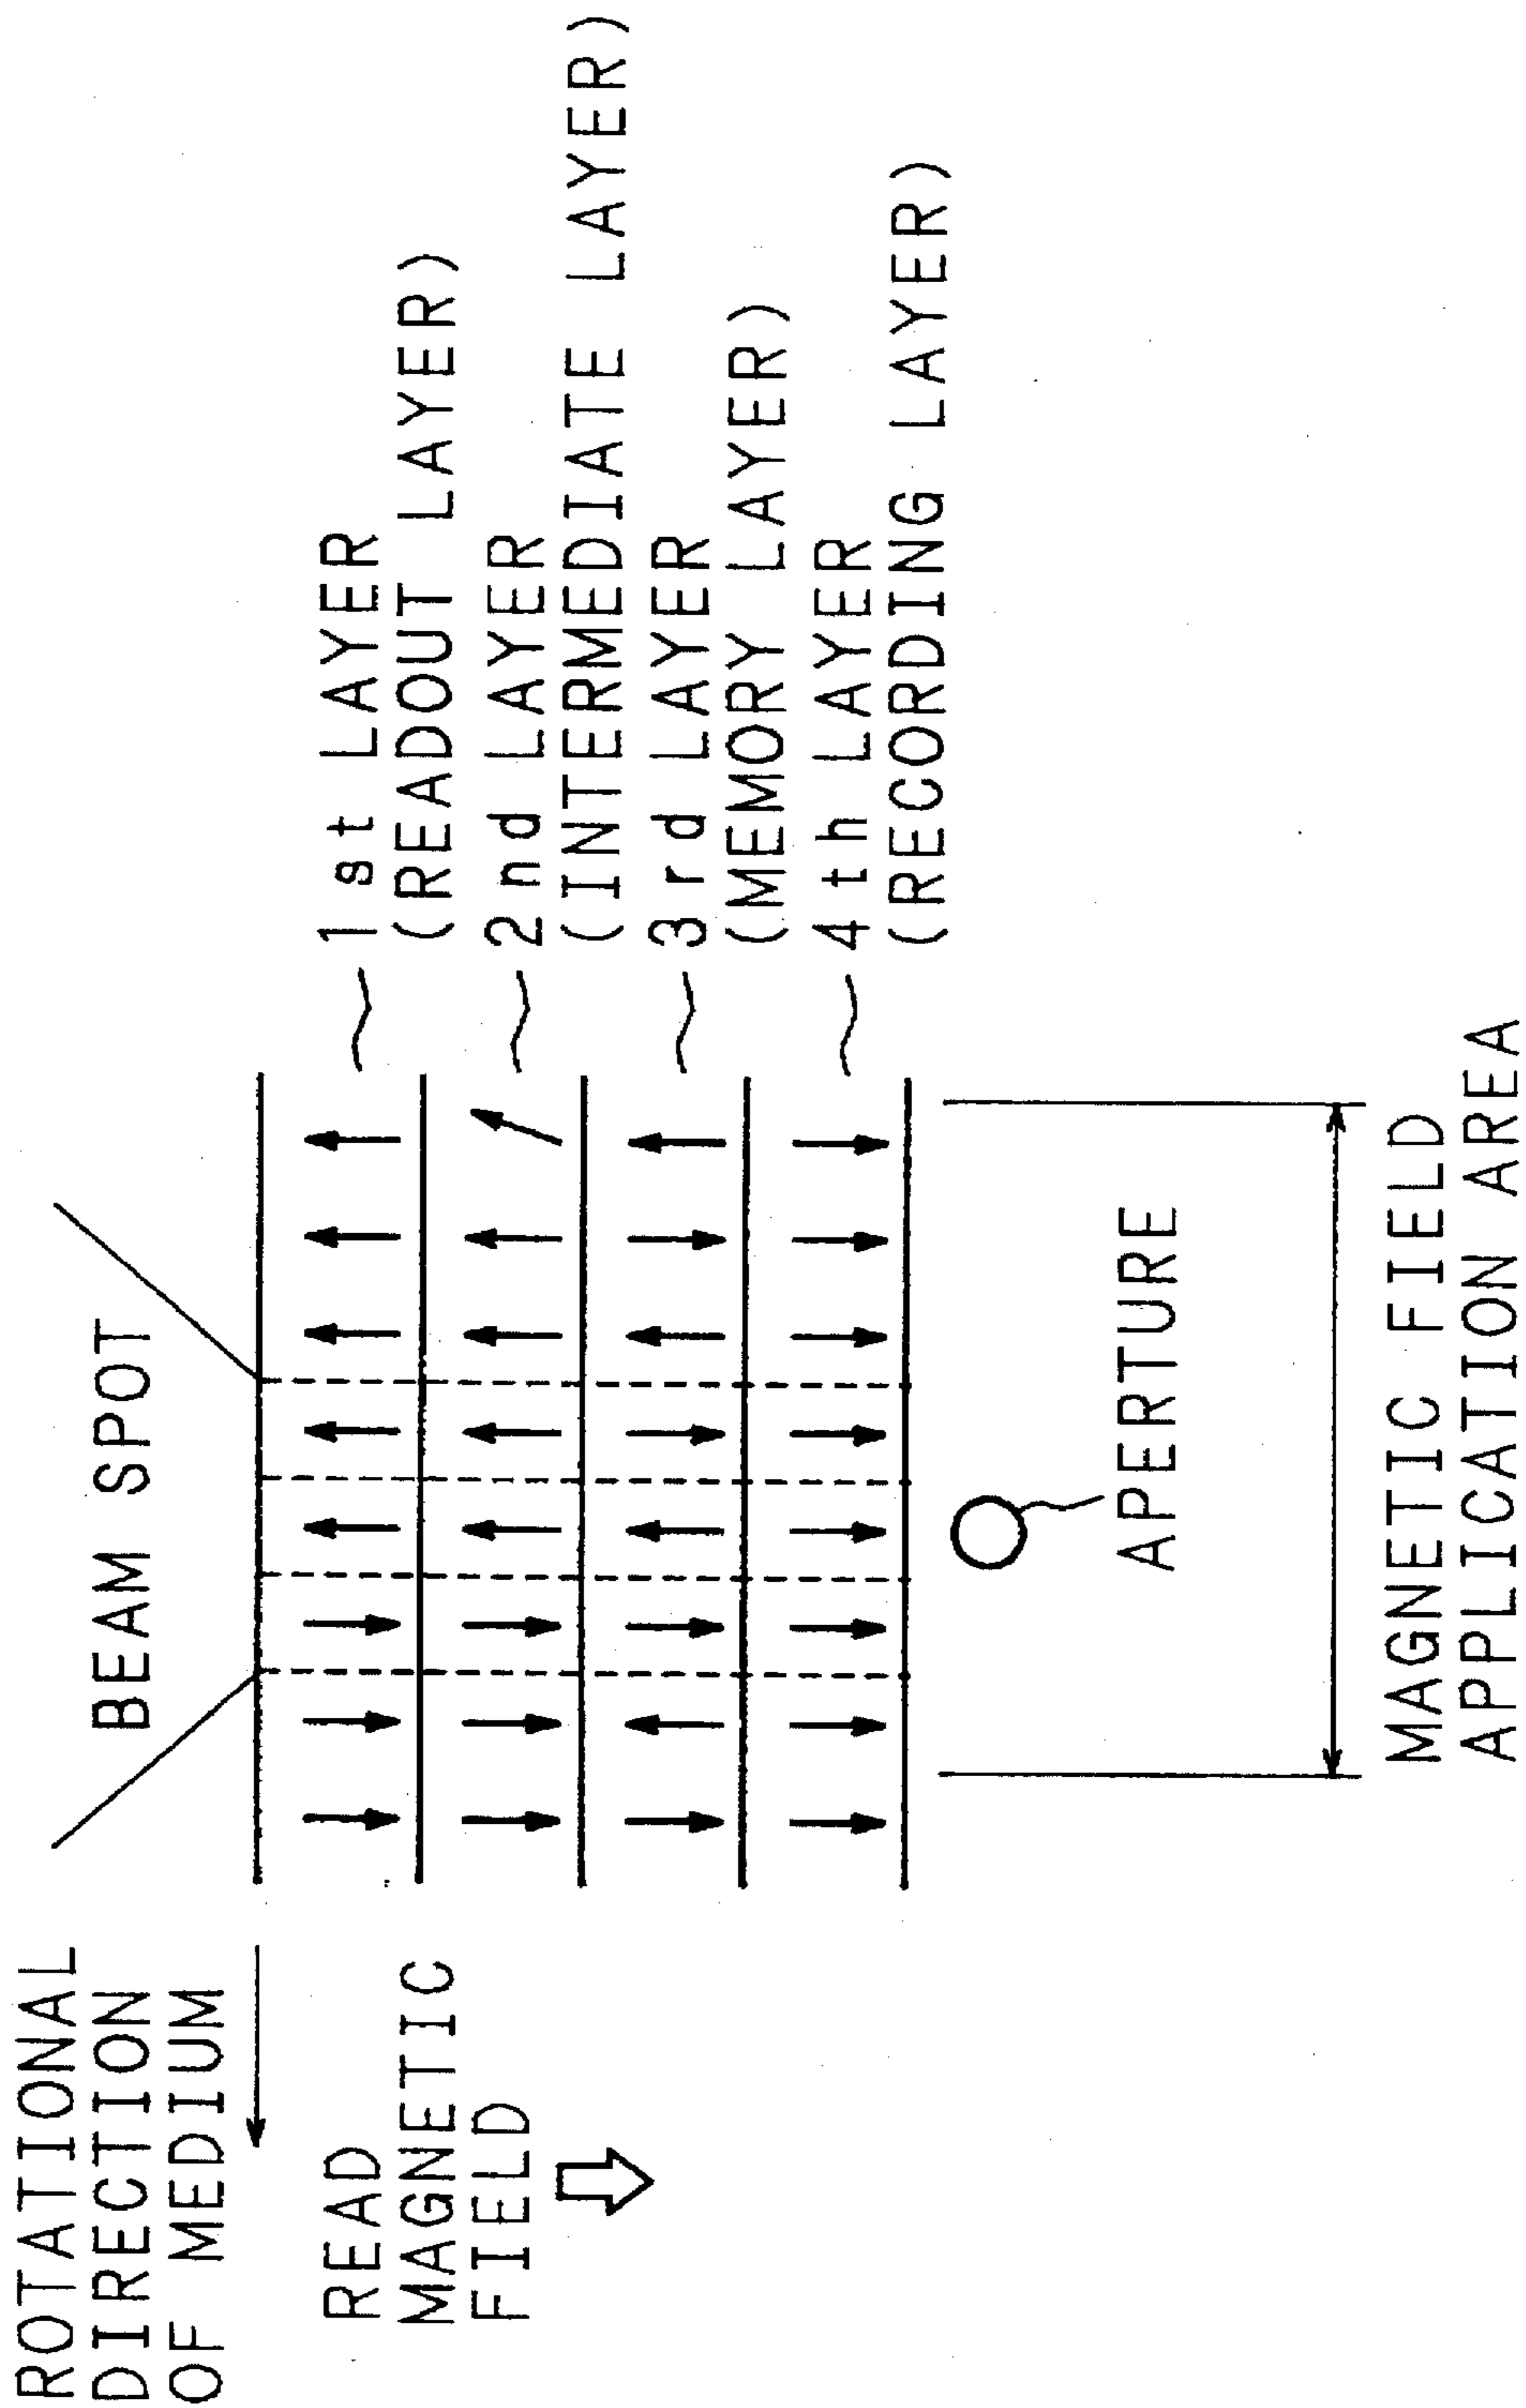 ROTATIONAL
DIRECTION
OF MEDIUM
BEAM SPOT
READ
MAGNETIC
FIELD
1st LAYER
(READOUT LAYER)
2nd LAYER
(INTERMEDIATE LAYER)
3rd LAYER
(MEMORY LAYER)
4th LAYER
(RECORDING LAYER)
APERTURE
MAGNETIC FIELD
APPLICATION AREA